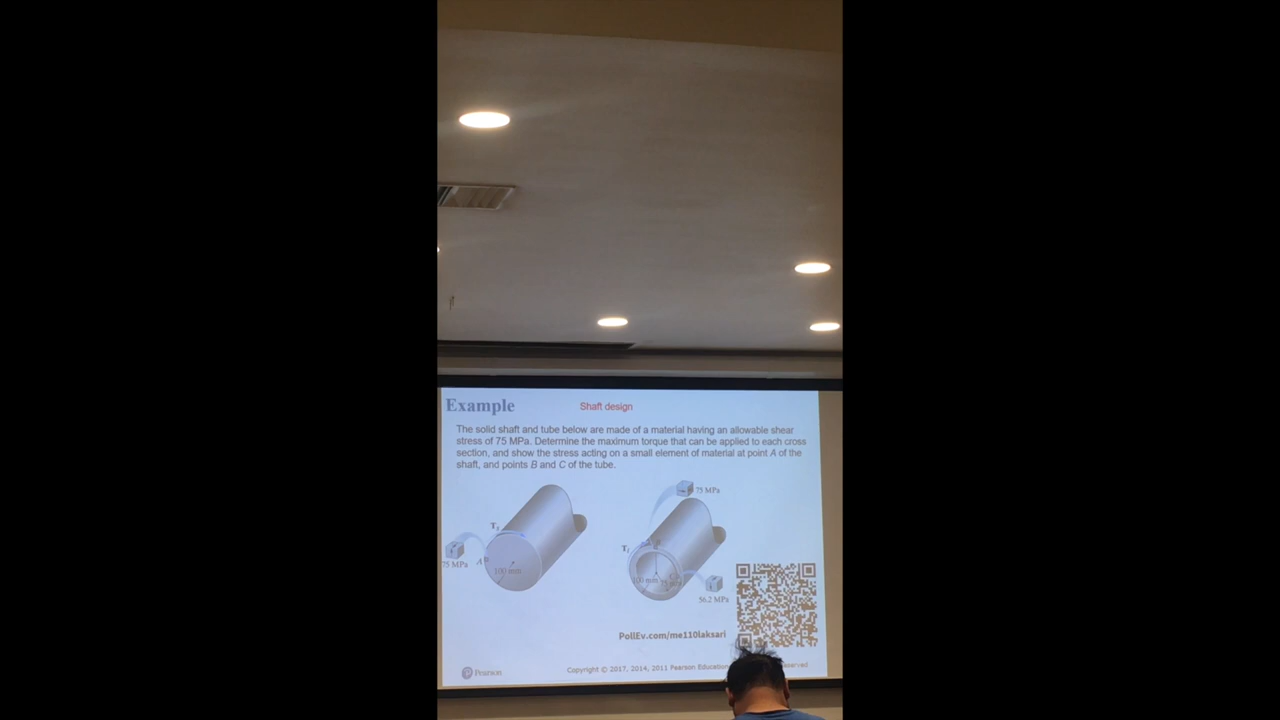 Example
Shaft design
The solid shaft and tube below are made of a material having an allowable shear
stress of 75 MPa. Determine the maximum torque that can be applied to each cross
section, and show the stress acting on a small element of material at point A of the
shaft, and points B and C of the tube.
75 MPa
Ts
A
75 MPa
100 mm
100 mm
56.2 MPa
PollEv.com/me110laksari
Pearson
Copyright © 2017, 2014, 2011 Pearson Education